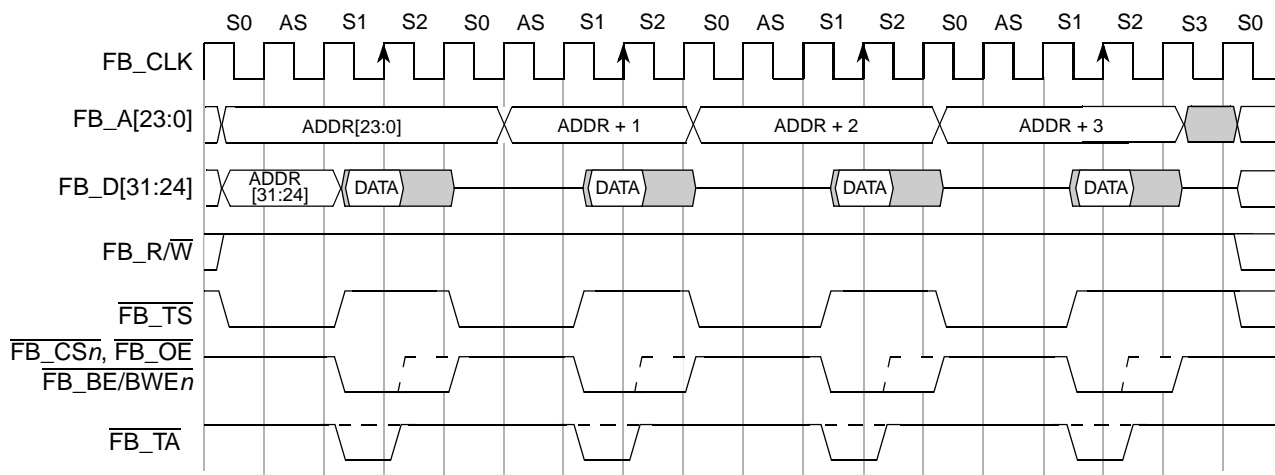 S0 AS S1 S2 S0 AS S1 S2 S0 AS S1 S2 S0 AS S1 S2 S3 S0
FB_CLK
FB_A[23:0] ADDR[23:0] ADDR + 1 ADDR + 2 ADDR + 3
FB_D[31:24] ADDR DATA DATA DATA DATA
[31:24]
FB_R/W
FB_TS
FB_CSn, FB_OE
FB_BE/BWEn
FB_TA